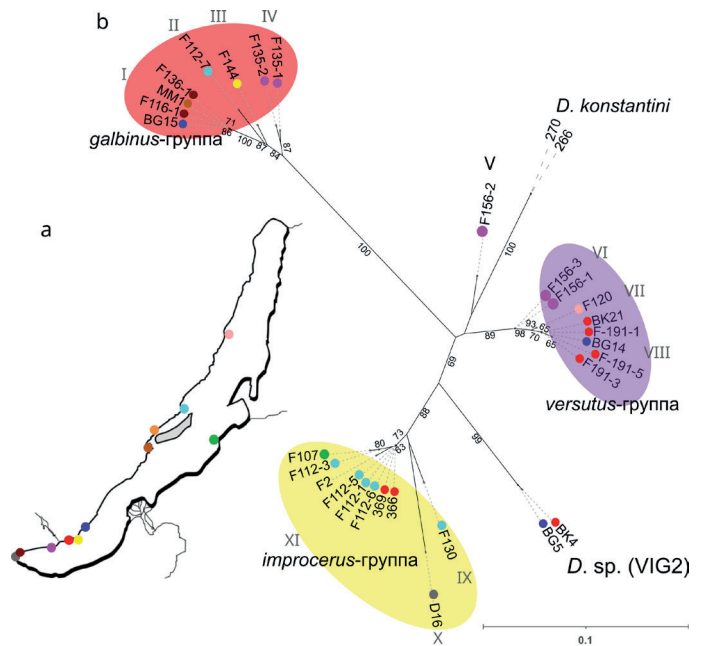 b
I
II
III
IV
F112-7
F144
F135-2
F135-1
F136-1
MM1
F116-1
BG15
galbinus-группа
71
86
100
87
84
87
D. konstantini
270
266
V
F156-2
100
100
a
VI
F156-3
F156-1
VII
F120
BK21
F-191-1
BG14
VIII
F-191-5
F191-3
93
65
98
70
65
89
versutus-группа
69
88
99
73
80
63
F107
F112-3
F2
F112-5
F112-1
F112-6
369
366
F130
XI
improcerus-группа
IX
D16
X
BG5
BK4
D. sp. (VIG2)
0.1